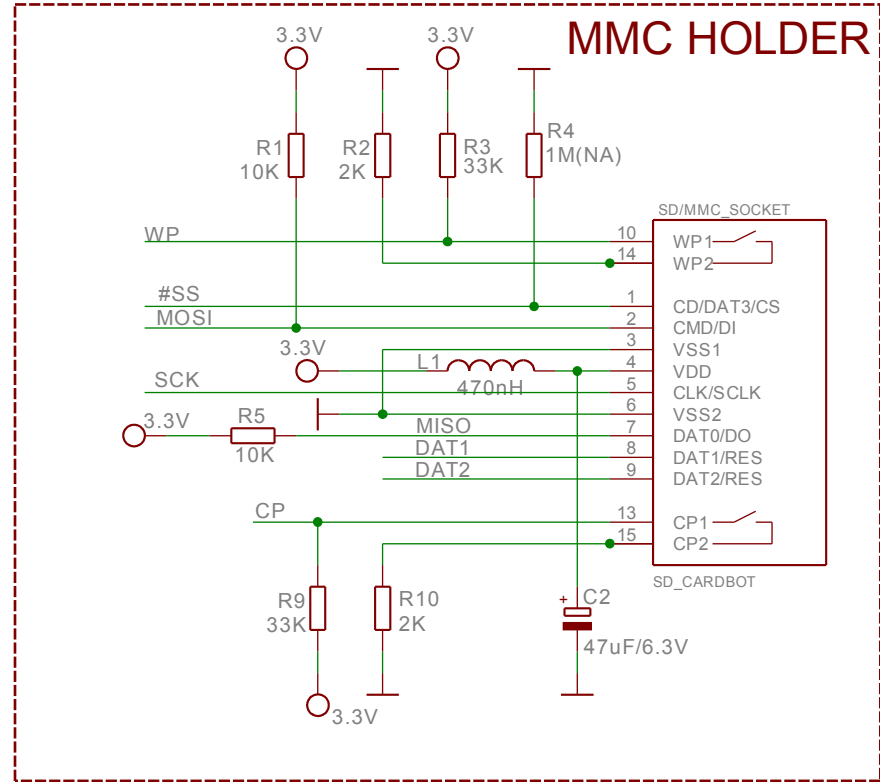 MMC HOLDER
3.3V
3.3V
R1
10K
R2
2K
R3
33K
R4
1M(NA)
SD/MMC_SOCKET
WP
10
WP1
14
WP2
#SS
1
CD/DAT3/CS
MOSI
2
CMD/DI
3
VSS1
3.3V
L1
470nH
4
VDD
SCK
5
CLK/SCLK
6
VSS2
3.3V
R5
10K
MISO
7
DAT0/DO
DAT1
8
DAT1/RES
DAT2
9
DAT2/RES
CP
13
CP1
15
CP2
SD_CARDBOT
R9
33K
R10
2K
+
C2
47uF/6.3V
3.3V